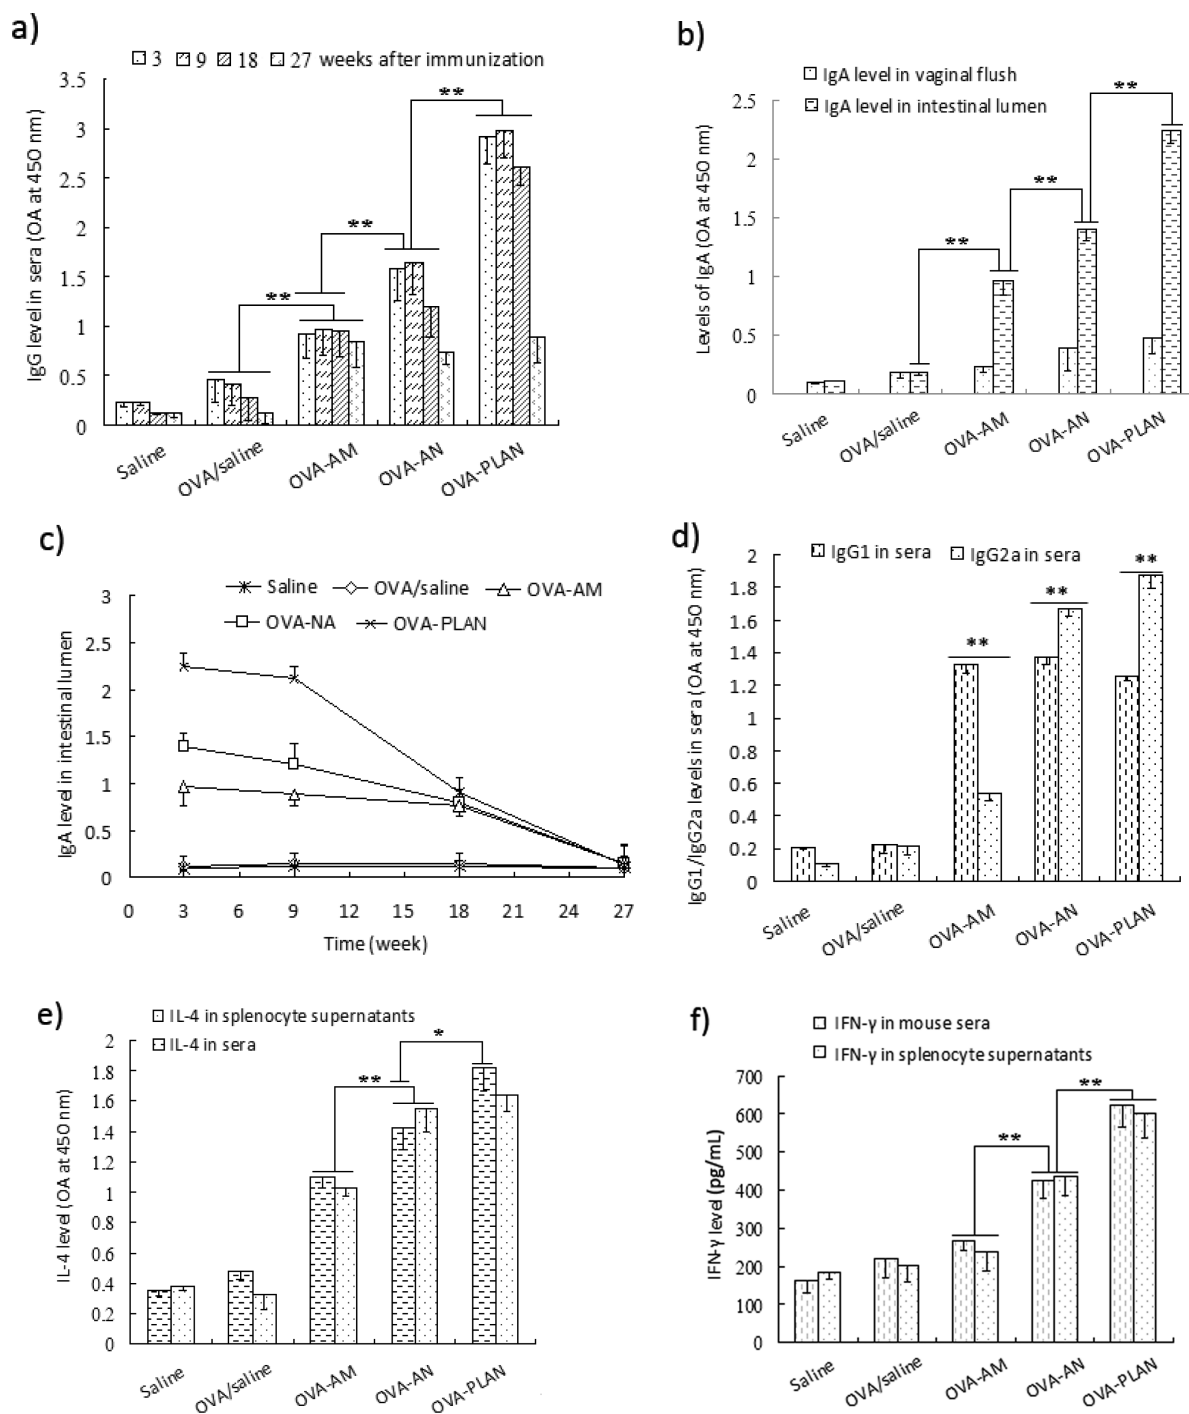 a)
3 9 18 27 weeks after immunization
IgG level in sera (OA at 450 nm)
3.5
3
2.5
2
1.5
1
0.5
0
**
**
**
Saline
OVA/saline
OVA-AM
OVA-AN
OVA-PLAN
b)
IgA level in vaginal flush
IgA level in intestinal lumen
Levels of IgA (OA at 450 nm)
2.5
2
1.5
1
0.5
0
**
**
**
Saline
OVA/saline
OVA-AM
OVA-AN
OVA-PLAN
c)
Saline OVA/saline OVA-AM
OVA-NA OVA-PLAN
IgA level in intestinal lumen
3
2.5
2
1.5
1
0.5
0
0 3 6 9 12 15 18 21 24 27
Time (week)
d)
IgG1 in sera IgG2a in sera
IgG1/IgG2a levels in sera (OA at 450 nm)
2
1.8
1.6
1.4
1.2
1
0.8
0.6
0.4
0.2
0
**
**
**
Saline
OVA/saline
OVA-AM
OVA-AN
OVA-PLAN
e)
IL-4 in splenocyte supernatants
IL-4 in sera
IL-4 level (OA at 450 nm)
2
1.8
1.6
1.4
1.2
1
0.8
0.6
0.4
0.2
0
**
*
Saline
OVA/saline
OVA-AM
OVA-AN
OVA-PLAN
f)
IFN-γ in mouse sera
IFN-γ in splenocyte supernatants
IFN-γ level (pg/mL)
700
600
500
400
300
200
100
0
**
**
Saline
OVA/saline
OVA-AM
OVA-AN
OVA-PLAN